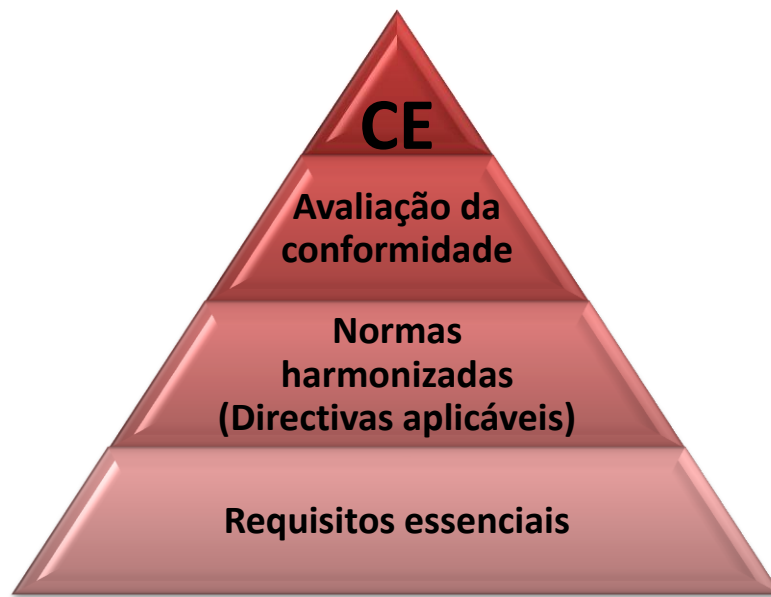 CE
Avaliação da
conformidade
Normas
harmonizadas
(Directivas aplicáveis)
Requisitos essenciais